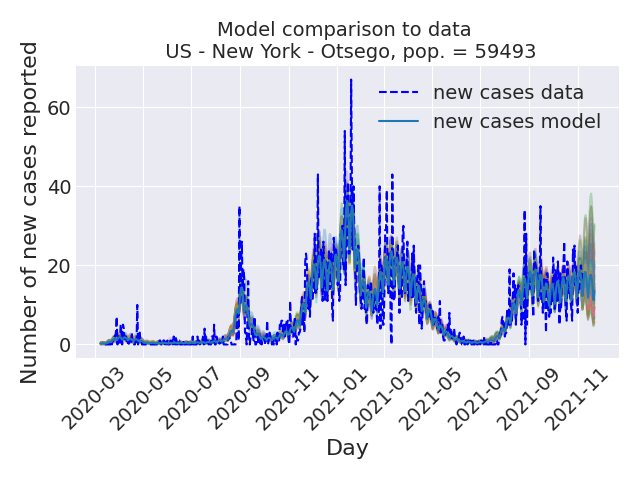 Model comparison to data
US - New York - Otsego, pop. = 59493
Number of new cases reported
60
40
20
0
new cases data
new cases model
2020-03
2020-05
2020-07
2020-09
2020-11
2021-01
2021-03
2021-05
2021-07
2021-09
2021-11
Day